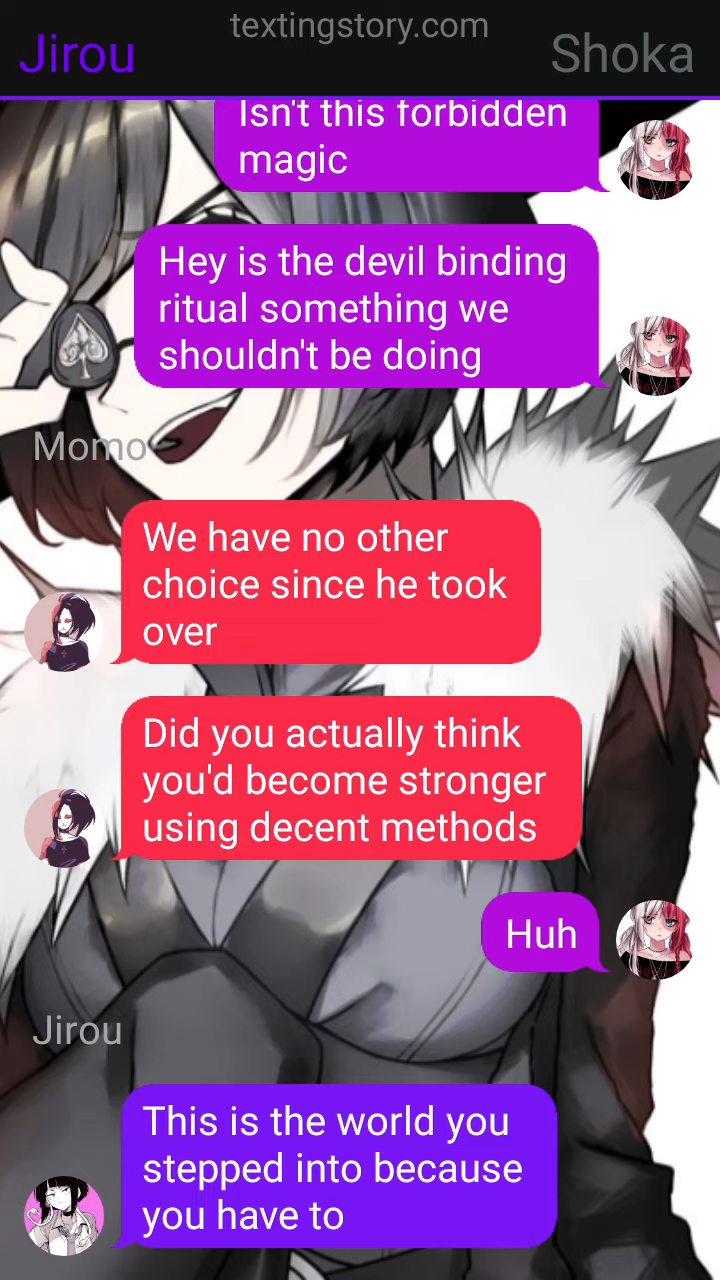 textingstory.com
Jirou
Shoka
Isn't this forbidden
magic
Hey is the devil binding
ritual something we
shouldn't be doing
Momo
We have no other
choice since he took
over
Did you actually think
you'd become stronger
using decent methods
Huh
Jirou
This is the world you
stepped into because
you have to